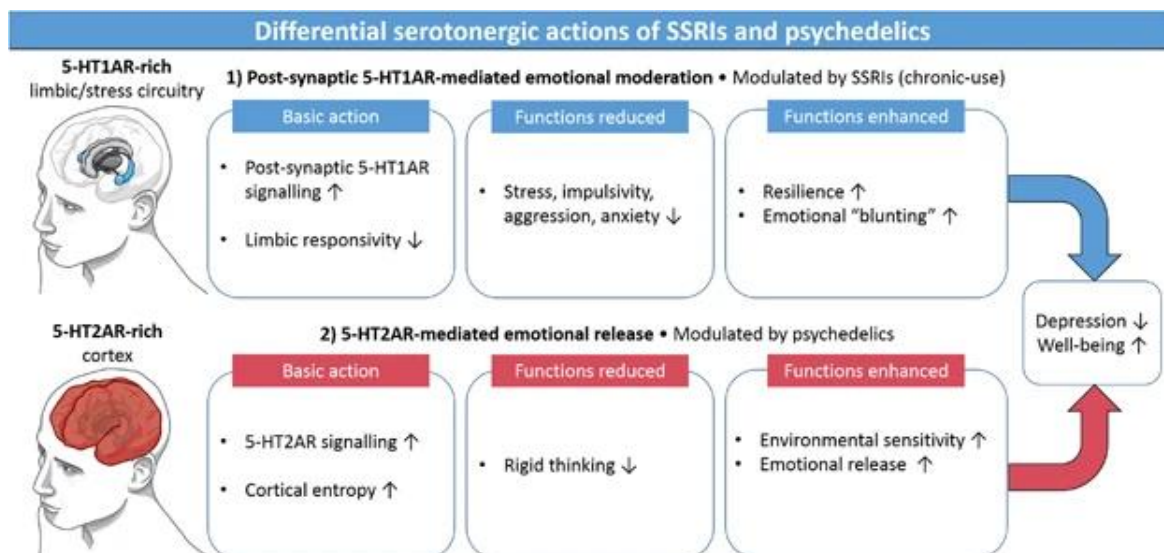 Differential serotonergic actions of SSRIs and psychedelics
5-HT1AR-rich
limbic/stress circuitry
1) Post-synaptic 5-HT1AR-mediated emotional moderation • Modulated by SSRIs (chronic-use)
Basic action
• Post-synaptic 5-HT1AR
signalling ↑
• Limbic responsivity ↓
Functions reduced
• Stress, impulsivity,
aggression, anxiety ↓
Functions enhanced
• Resilience ↑
• Emotional “blunting” ↑
5-HT2AR-rich
cortex
2) 5-HT2AR-mediated emotional release • Modulated by psychedelics
Basic action
• 5-HT2AR signalling ↑
• Cortical entropy ↑
Functions reduced
• Rigid thinking ↓
Functions enhanced
• Environmental sensitivity ↑
• Emotional release ↑
Depression ↓
Well-being ↑